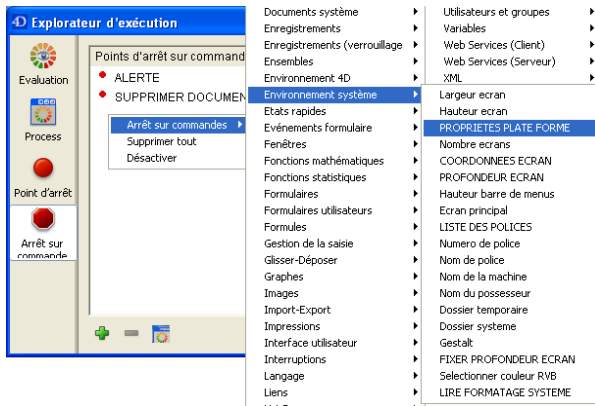 Explorateur d'exécution
Evaluation
Process
Point d'arrêt
Arrêt sur
commande
Points d'arrêt sur command
ALERTE
SUPPRIMER DOCUMEN
Arrêt sur commandes
Supprimer tout
Désactiver
Documents système
Enregistrements
Enregistrements (verrouillage
Ensembles
Environnement 4D
Environnement système
Etats rapides
Evénements formulaire
Fenêtres
Fonctions mathématiques
Fonctions statistiques
Formulaires
Formulaires utilisateurs
Formules
Gestion de la saisie
Glisser-Déposer
Graphes
Images
Import-Export
Impressions
Interface utilisateur
Interruptions
Langage
Liens
Utilisateurs et groupes
Variables
Web Services (Client)
Web Services (Serveur)
XML
Largeur ecran
Hauteur ecran
PROPRIETES PLATE FORME
Nombre ecrans
COORDONNEES ECRAN
PROFONDEUR ECRAN
Hauteur barre de menus
Ecran principal
LISTE DES POLICES
Numero de police
Nom de police
Nom de la machine
Nom du possesseur
Dossier temporaire
Dossier systeme
Gestalt
FIXER PROFONDEUR ECRAN
Selectionner couleur RVB
LIRE FORMATAGE SYSTEME